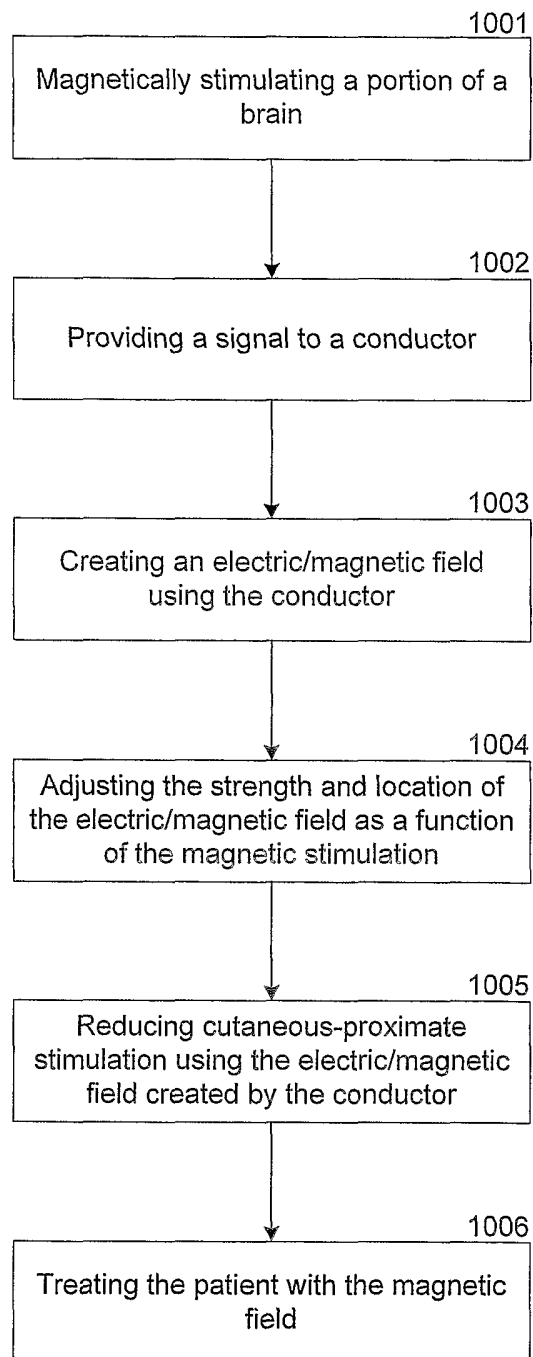 1001
Magnetically stimulating a portion of a
brain
1002
Providing a signal to a conductor
1003
Creating an electric/magnetic field
using the conductor
1004
Adjusting the strength and location of
the electric/magnetic field as a function
of the magnetic stimulation
1005
Reducing cutaneous-proximate
stimulation using the electric/magnetic
field created by the conductor
1006
Treating the patient with the magnetic
field